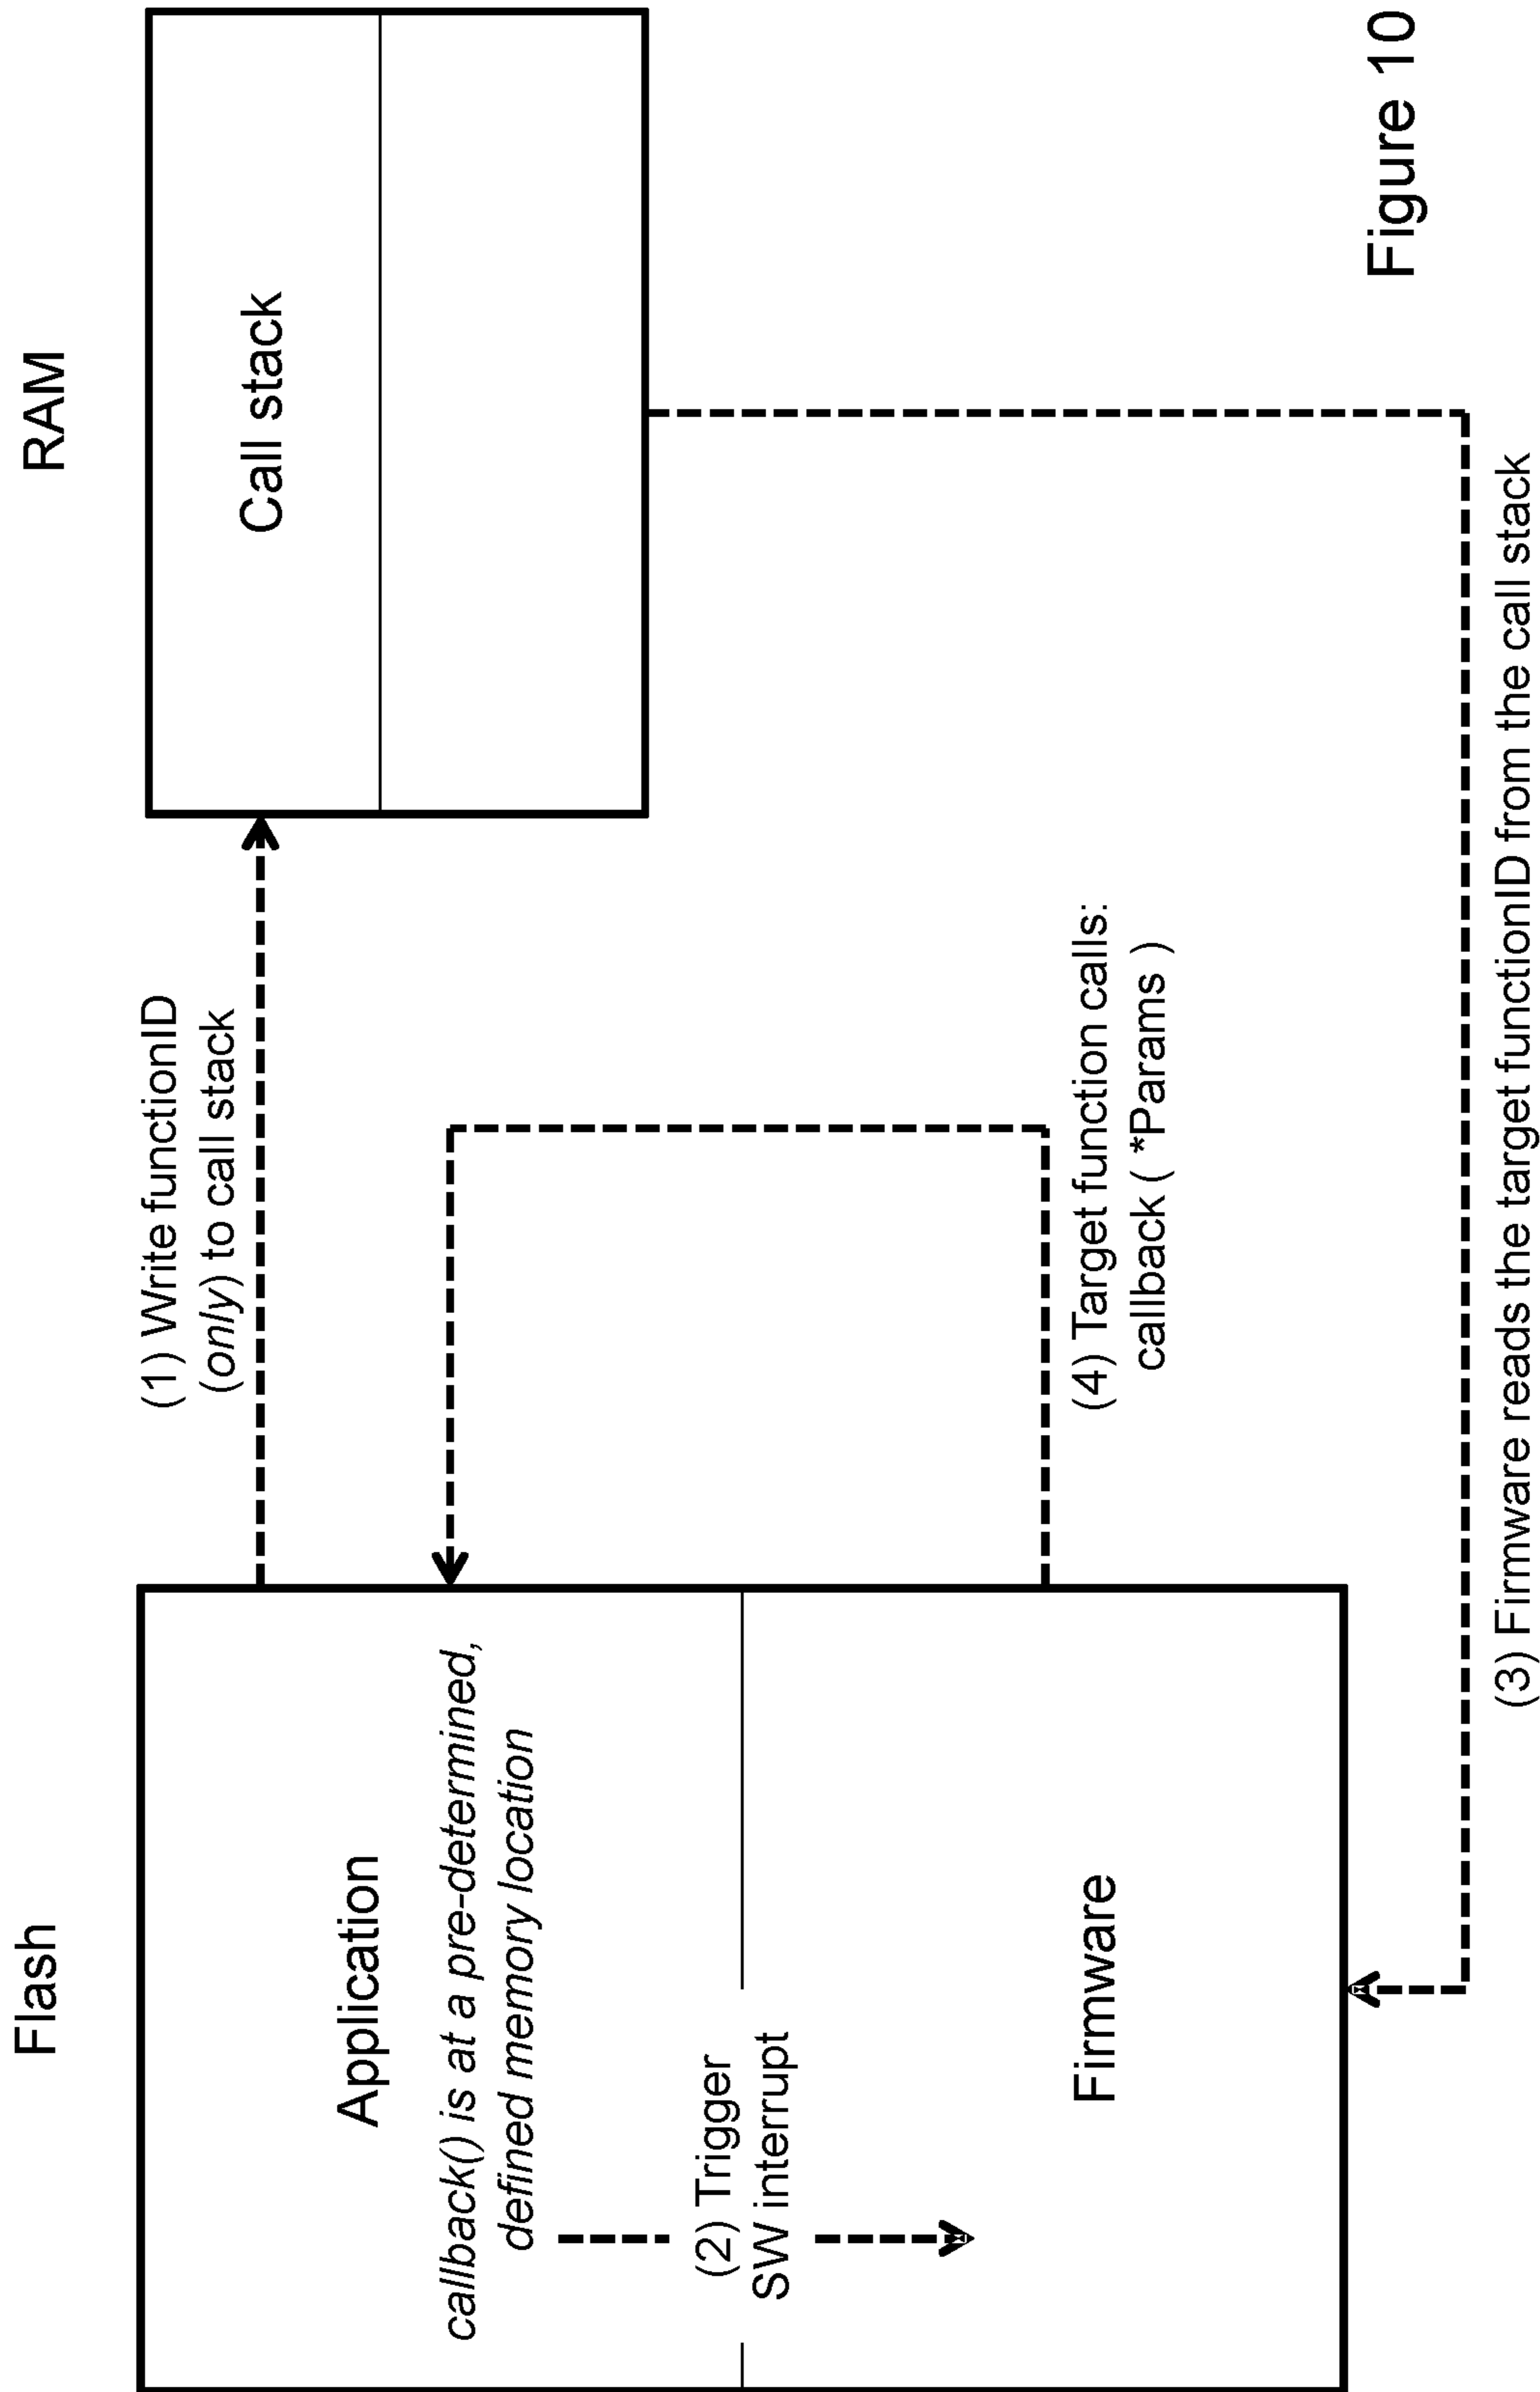 Flash
RAM
Application
callback() is at a pre-determined,
defined memory location
(2) Trigger
SW interrupt
Firmware
(1) Write functionID
(only) to call stack
Call stack
(4) Target function calls:
callback ( *Params )
(3) Firmware reads the target functionID from the call stack
Figure 10